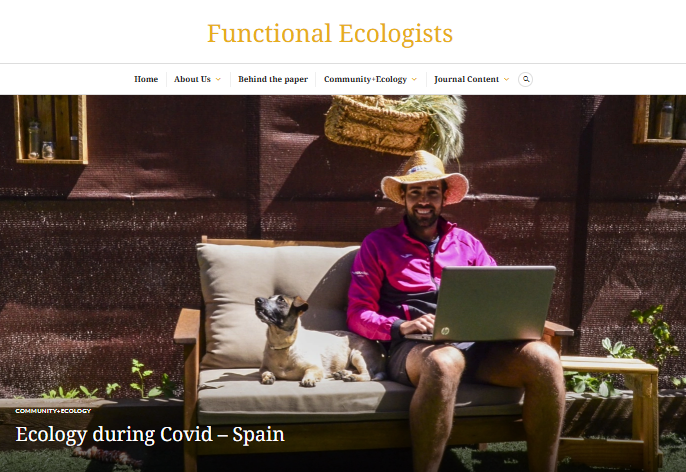 Functional Ecologists
Home About Us Behind the paper Community+Ecology Journal Content
COMMUNITY+ECOLOGY
Ecology during Covid – Spain